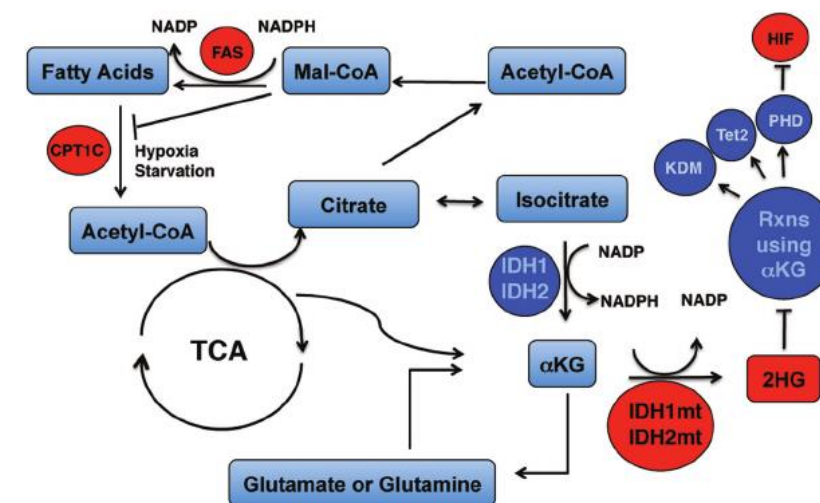 NADP
NADPH
FAS
HIF
Fatty Acids
Mal-CoA
Acetyl-CoA
PHD
Tet2
CPT1C
Hypoxia
Starvation
KDM
Citrate
Isocitrate
Acetyl-CoA
Rxns
using
αKG
IDH1
IDH2
NADP
NADPH
NADP
TCA
αKG
2HG
IDH1mt
IDH2mt
Glutamate or Glutamine